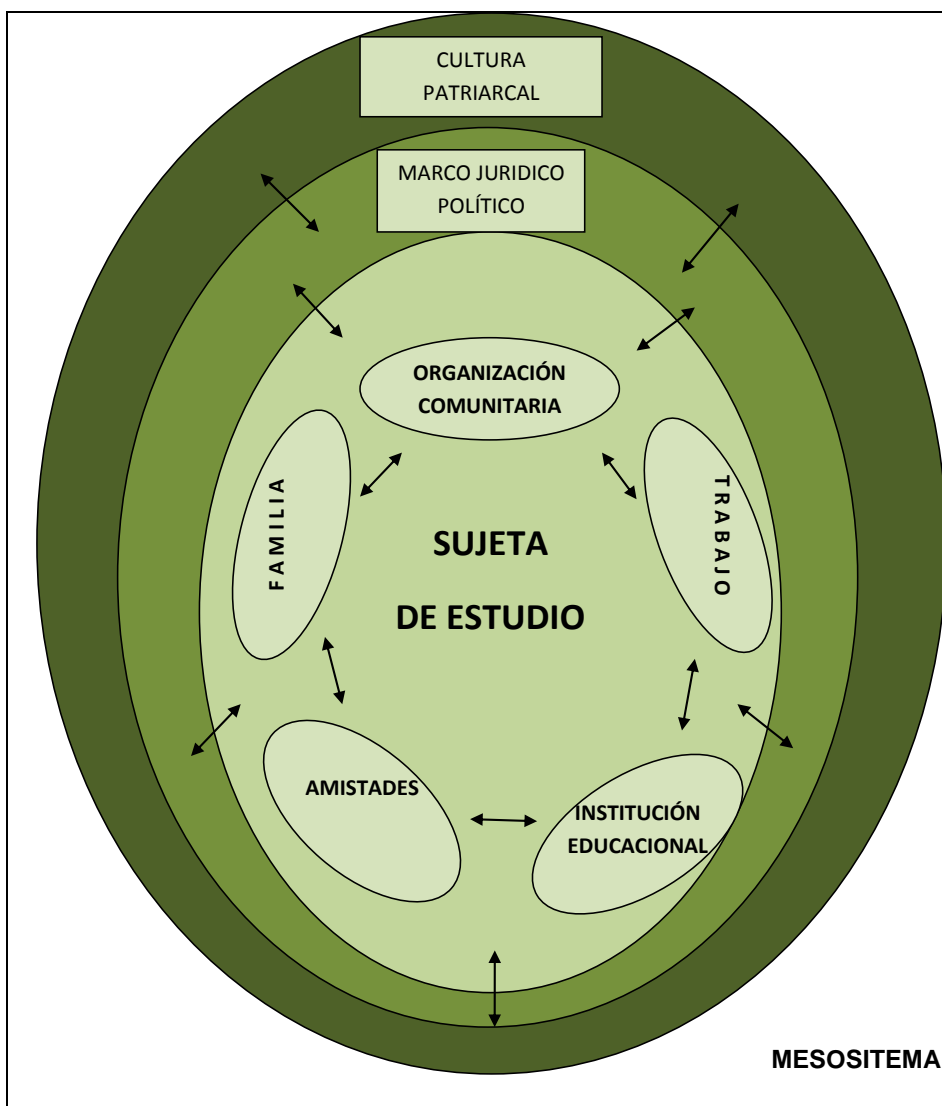 CULTURA
PATRIARCAL
MARCO JURIDICO
POLÍTICO
ORGANIZACIÓN
COMUNITARIA
FAMILIA
TRABAJO
SUJETA
DE ESTUDIO
AMISTADES
INSTITUCIÓN
EDUCACIONAL
MESOSITEMA